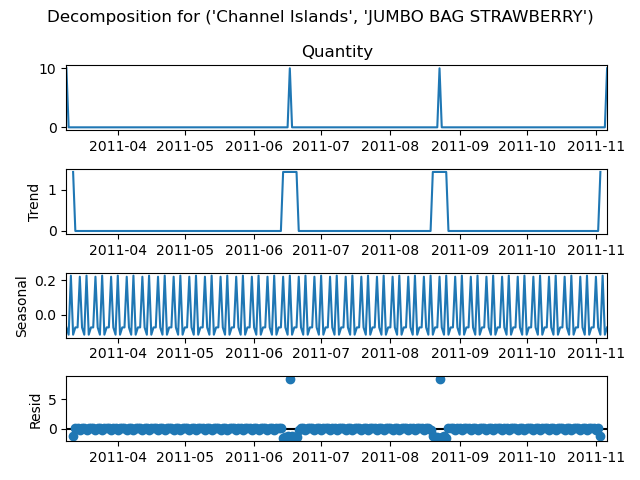 Decomposition for ('Channel Islands', 'JUMBO BAG STRAWBERRY')
Quantity
10
0
2011-04 2011-05 2011-06 2011-07 2011-08 2011-09 2011-10 2011-11
Trend
1
0
2011-04 2011-05 2011-06 2011-07 2011-08 2011-09 2011-10 2011-11
Seasonal
0.2
0.0
2011-04 2011-05 2011-06 2011-07 2011-08 2011-09 2011-10 2011-11
Resid
5
0
2011-04 2011-05 2011-06 2011-07 2011-08 2011-09 2011-10 2011-11